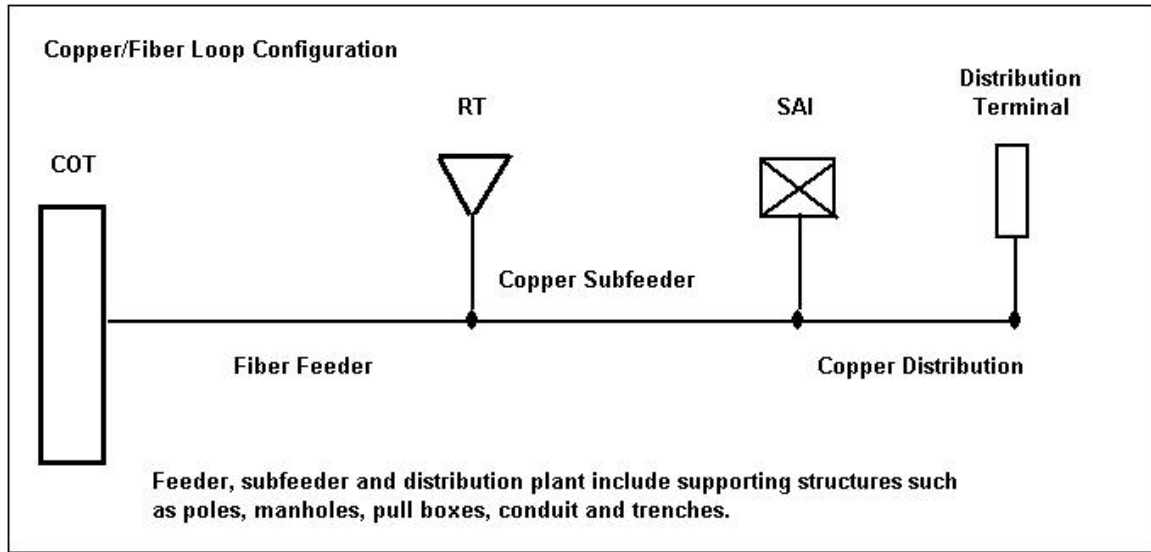 Copper/Fiber Loop Configuration
Distribution
Terminal
RT
SAI
COT
Copper Subfeeder
Fiber Feeder
Copper Distribution
Feeder, subfeeder and distribution plant include supporting structures such
as poles, manholes, pull boxes, conduit and trenches.